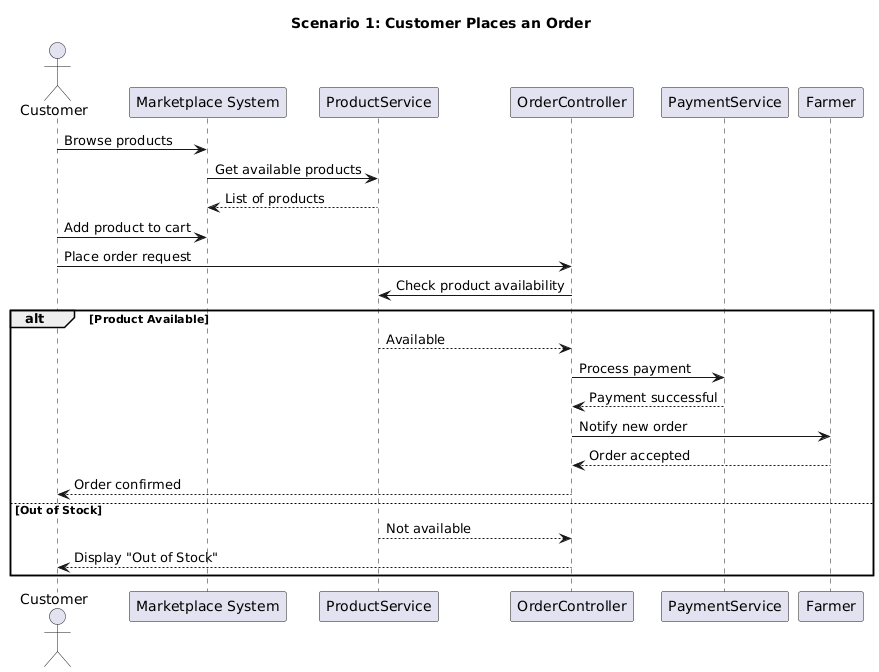 Scenario 1: Customer Places an Order
Customer
Marketplace System
ProductService
OrderController
PaymentService
Farmer
Browse products
Get available products
List of products
Add product to cart
Place order request
Check product availability
alt
[Product Available]
Available
Process payment
Payment successful
Notify new order
Order accepted
Order confirmed
[Out of Stock]
Not available
Display "Out of Stock"
Customer
Marketplace System
ProductService
OrderController
PaymentService
Farmer